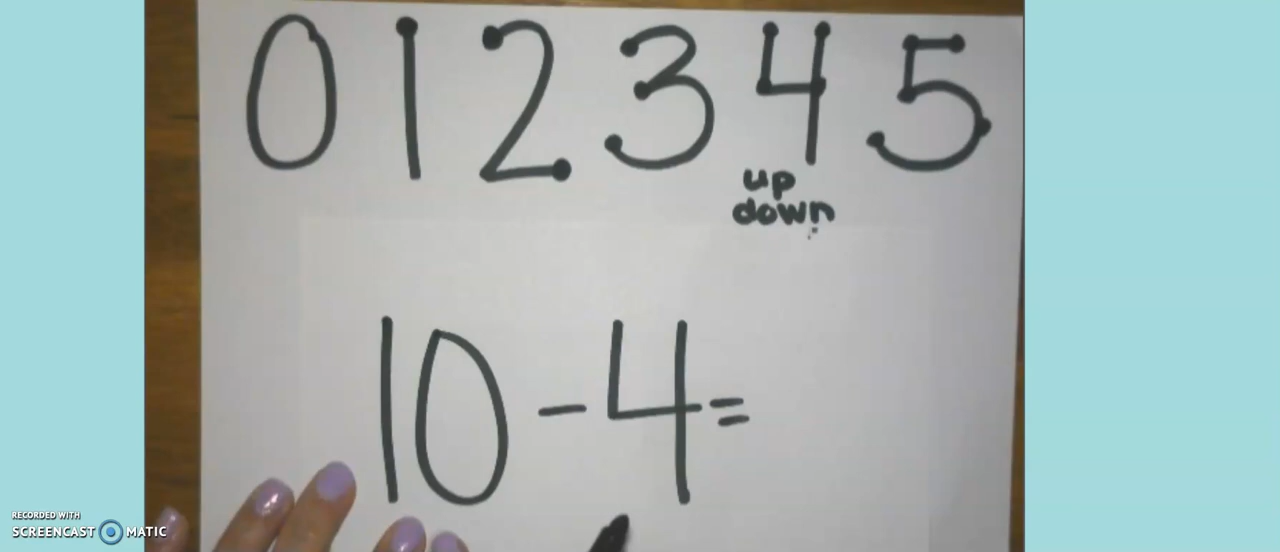 0 1 2 3 4 5
up
down
10-4=
RECORDED WITH
SCREENCAST MATIC